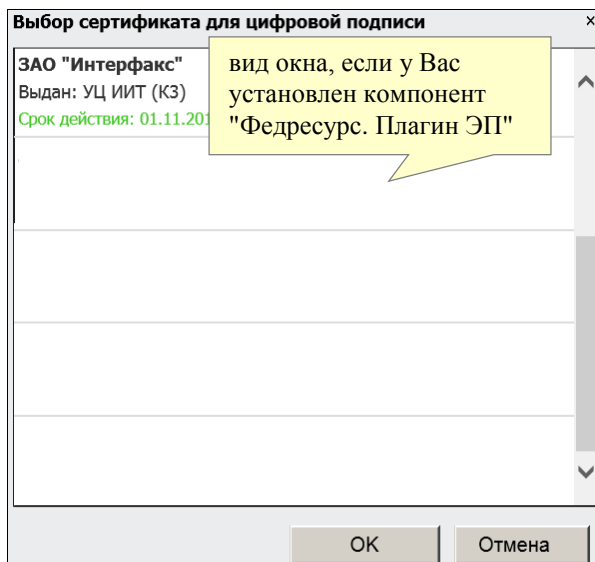 Выбор сертификата для цифровой подписи
ЗАО "Интерфакс"
Выдан: УЦ ИИТ (К3)
Срок действия: 01.11.201
вид окна, если у Вас
установлен компонент
"Федресурс. Плагин ЭП"
OK
Отмена